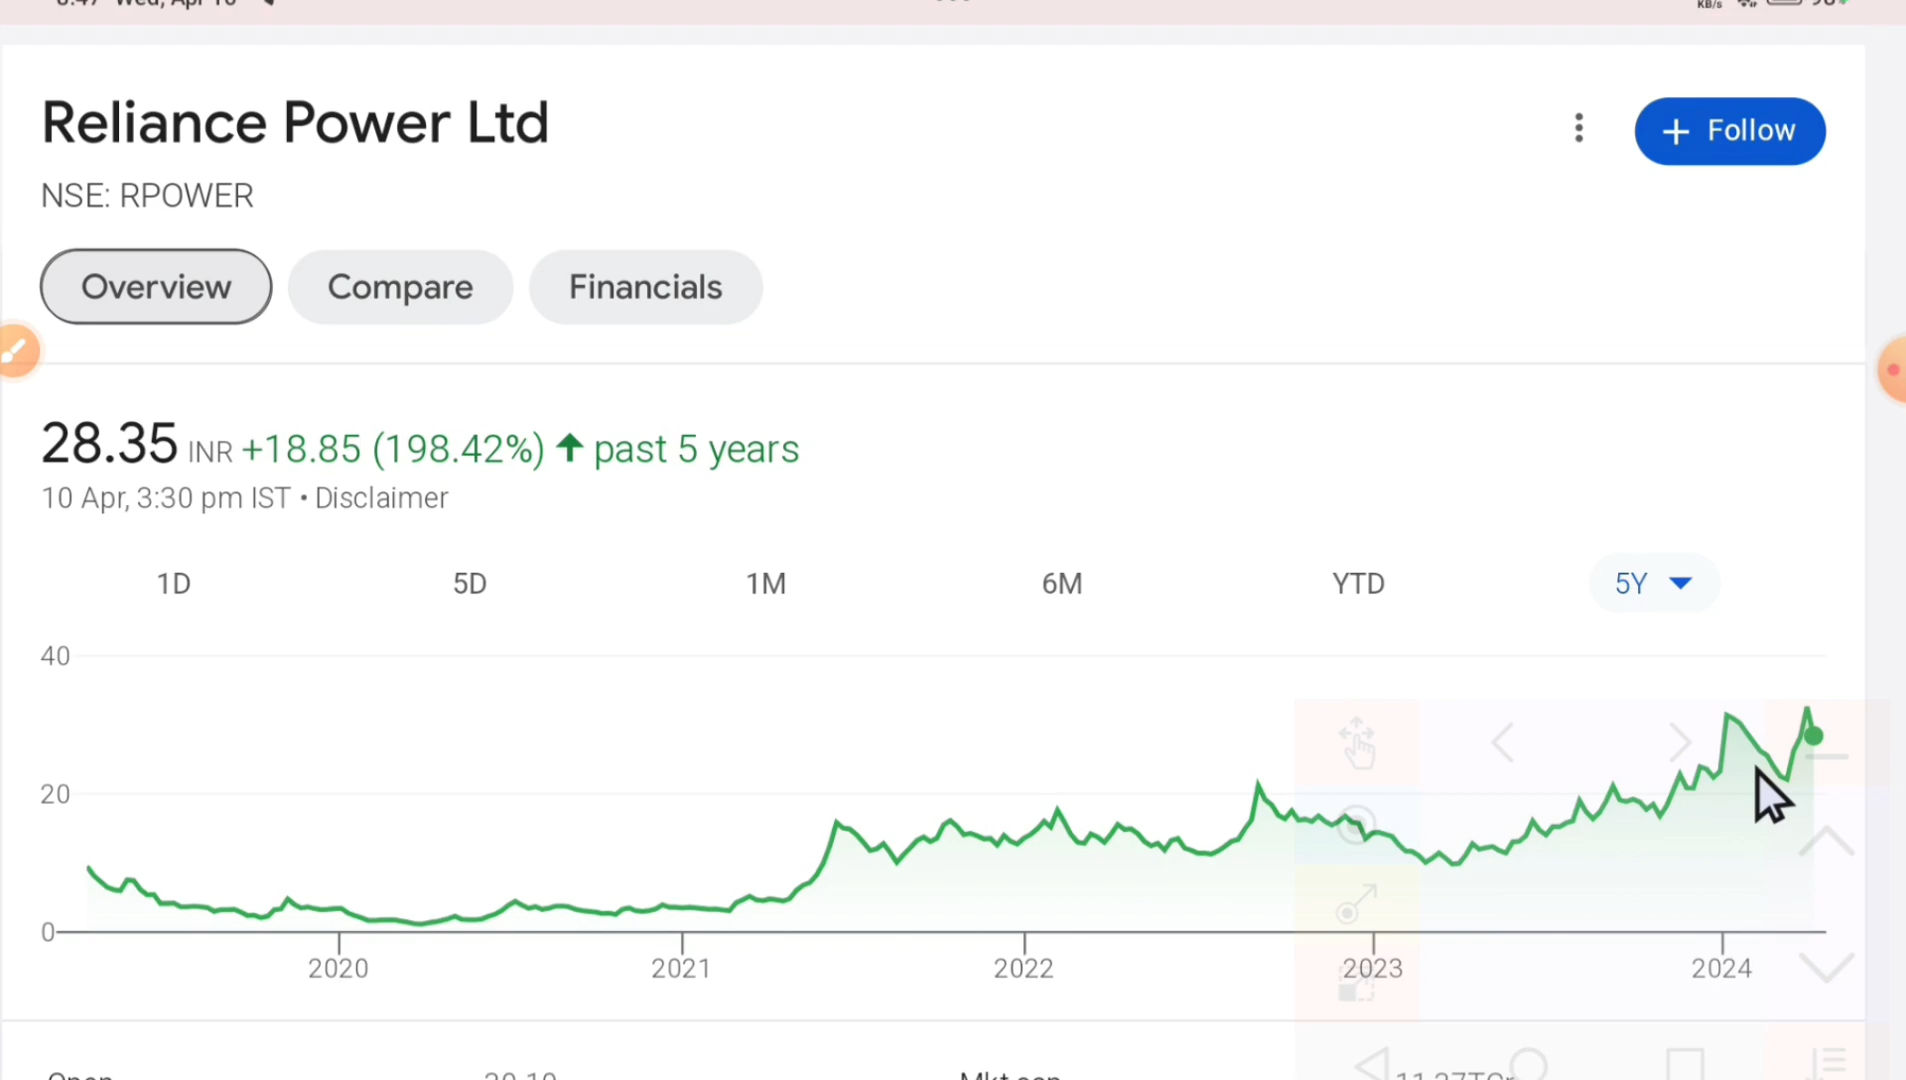 KB/s
Reliance Power Ltd
+ Follow
NSE: RPOWER
Overview
Compare
Financials
28.35 INR +18.85 (198.42%) ↑ past 5 years
10 Apr, 3:30 pm IST • Disclaimer
1D 5D 1M 6M YTD 5Y
40
20
0
2020 2021 2022 2023 2024